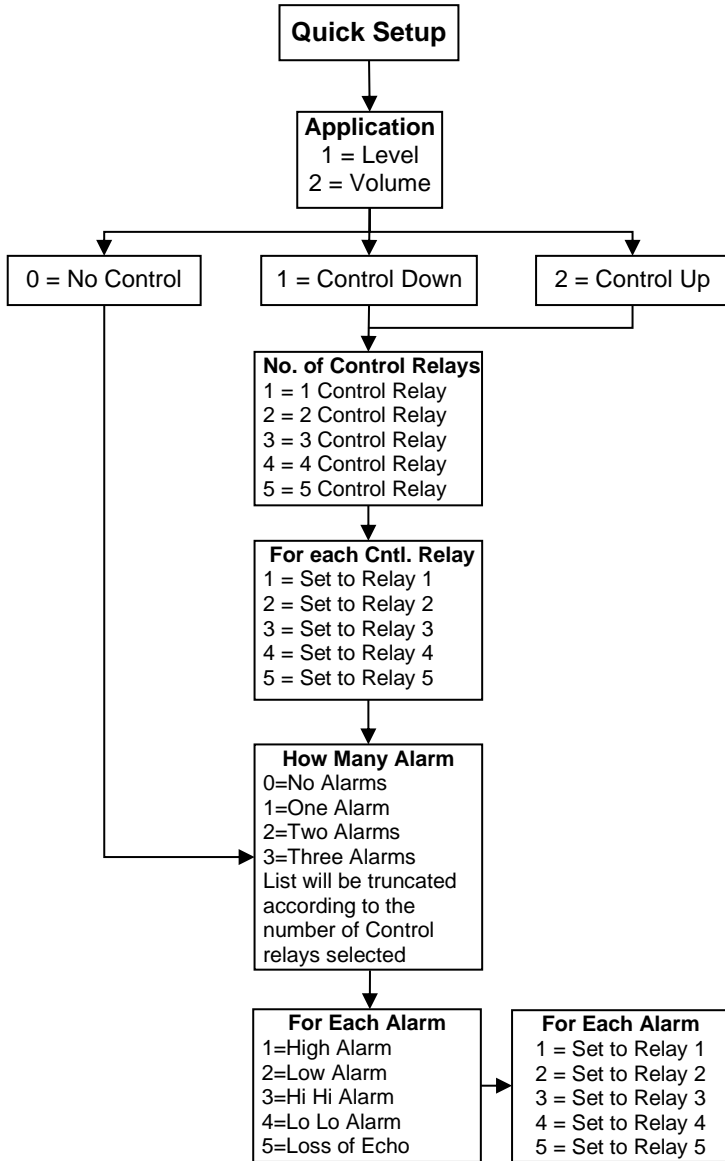 Quick Setup
Application
1 = Level
2 = Volume
0 = No Control
1 = Control Down
2 = Control Up
No. of Control Relays
1 = 1 Control Relay
2 = 2 Control Relay
3 = 3 Control Relay
4 = 4 Control Relay
5 = 5 Control Relay
For each Cntl. Relay
1 = Set to Relay 1
2 = Set to Relay 2
3 = Set to Relay 3
4 = Set to Relay 4
5 = Set to Relay 5
How Many Alarm
0=No Alarms
1=One Alarm
2=Two Alarms
3=Three Alarms
List will be truncated
according to the
number of Control
relays selected
For Each Alarm
1=High Alarm
2=Low Alarm
3=Hi Hi Alarm
4=Lo Lo Alarm
5=Loss of Echo
For Each Alarm
1 = Set to Relay 1
2 = Set to Relay 2
3 = Set to Relay 3
4 = Set to Relay 4
5 = Set to Relay 5